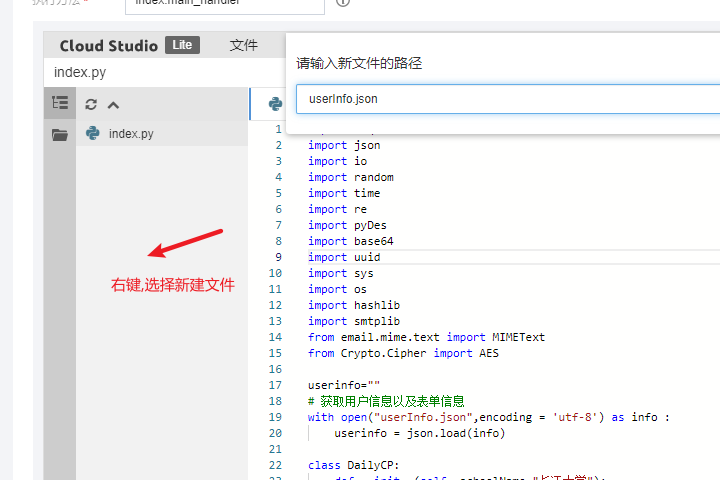 执行方法 * index.main_handler
Cloud Studio Lite 文件
index.py
请输入新文件的路径
userInfo.json
index.py
右键,选择新建文件
1
2 import json
3 import io
4 import random
5 import time
6 import re
7 import pyDes
8 import base64
9 import uuid
10 import sys
11 import os
12 import hashlib
13 import smtplib
14 from email.mime.text import MIMEText
15 from Crypto.Cipher import AES
16
17 userinfo=""
18 # 获取用户信息以及表单信息
19 with open("userInfo.json",encoding = 'utf-8') as info :
20 userinfo = json.load(info)
21
22 class DailyCP: